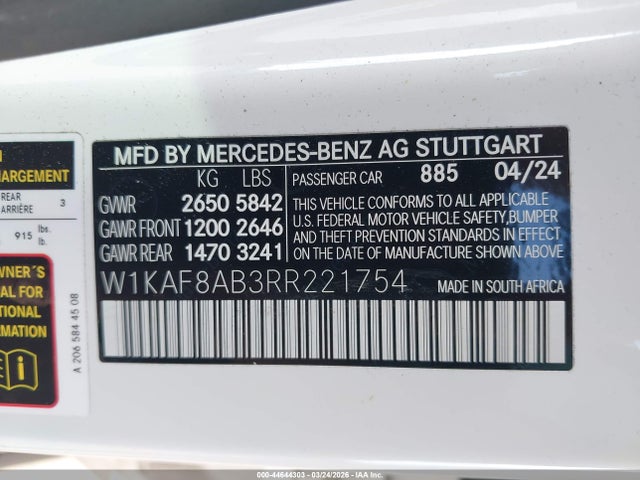 MFD BY MERCEDES-BENZ AG STUTTGART
KG LBS
PASSENGER CAR 885 04/24
GVWR 2650 5842
GAWR FRONT 1200 2646
GAWR REAR 1470 3241
THIS VEHICLE CONFORMS TO ALL APPLICABLE
U.S. FEDERAL MOTOR VEHICLE SAFETY, BUMPER
AND THEFT PREVENTION STANDARDS IN EFFECT
ON THE DATE OF MANUFACTURE SHOWN ABOVE.
W1KAF8AB3RR221754
MADE IN SOUTH AFRICA
HARGEMENT
REAR
ARRIÈRE 3
915 lbs.
lb.
WNER´S
AL FOR
TIONAL
MATION
A 206 584 45 08
000-44644303 - 03/24/2026 - IAAI.COM